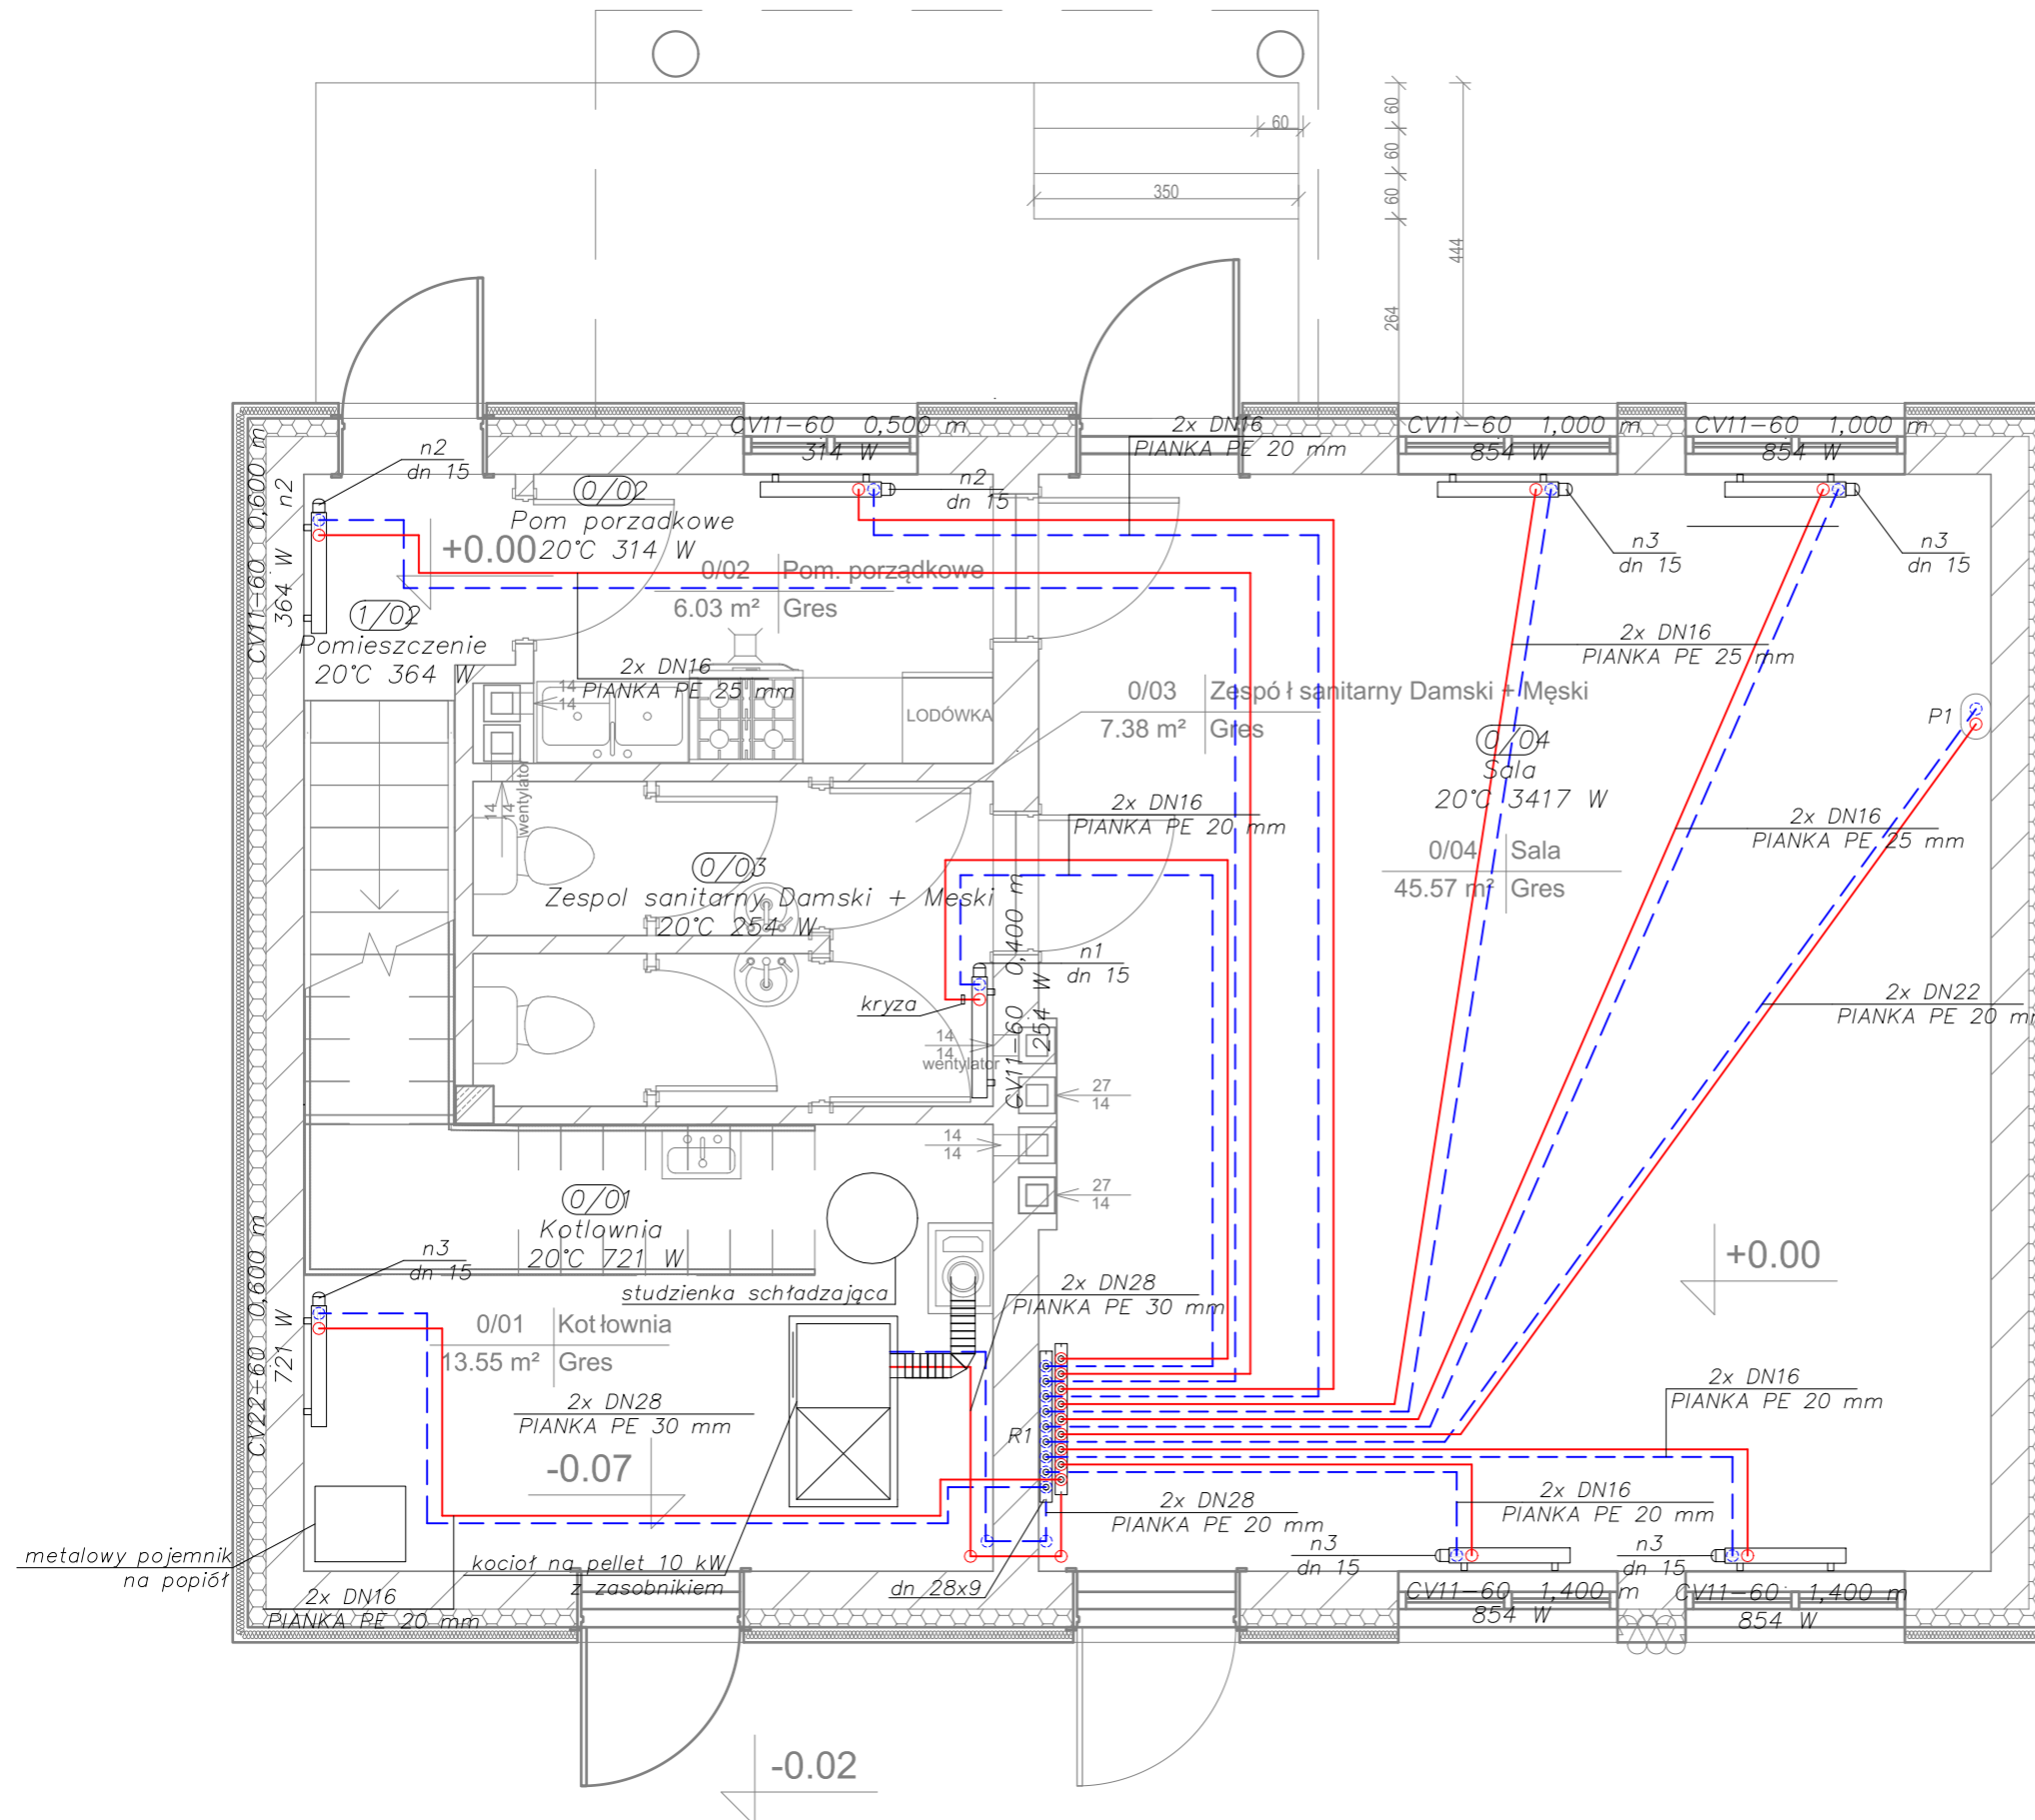 60
350
60
60
60
264
444
CV11-60 0,500 m
314 W
2x DN16
PIANKA PE 20 mm
CV11-60 1,000 m
854 W
CV11-60 1,000 m
854 W
CV11-60 0,600 m
364 W n2
n2
dn 15
0/02
Pom porzadkowe
20°C 314 W
+0.00
n2
dn 15
n3
dn 15
n3
dn 15
0/02 Pom. porządkowe
6.03 m² Gres
1/02
Pomieszczenie
20°C 364 W
2x DN16
PIANKA PE 25 mm
14
14
LODÓWKA
2x DN16
PIANKA PE 25 mm
0/03 Zespół sanitarny Damski + Męski
7.38 m² Gres
P1
0/04
Sala
20°C 3417 W
14
14
wentylator
2x DN16
PIANKA PE 20 mm
2x DN16
PIANKA PE 25 mm
0/04 Sala
45.57 m² Gres
0/03
Zespol sanitarny Damski + Meski
20°C 254 W
n1
dn 15
CV11-60 0,400 m
254 W
kryza
2x DN22
PIANKA PE 20 mm
14
14
wentylator
27
14
14
14
27
14
0/01
Kotlownia
20°C 721 W
n3
dn 15
CV22-60 0,600 m
721 W
studzienka schładzająca
2x DN28
PIANKA PE 30 mm
+0.00
0/01 Kotłownia
13.55 m² Gres
2x DN28
PIANKA PE 30 mm
-0.07
R1
2x DN16
PIANKA PE 20 mm
2x DN28
PIANKA PE 20 mm
2x DN16
PIANKA PE 20 mm
metalowy pojemnik
na popiół
kocioł na pellet 10 kW
z zasobnikiem
dn 28x9
2x DN16
PIANKA PE 20 mm
n3
dn 15
n3
dn 15
CV11-60 1,400 m
854 W
CV11-60 1,400 m
854 W
-0.02